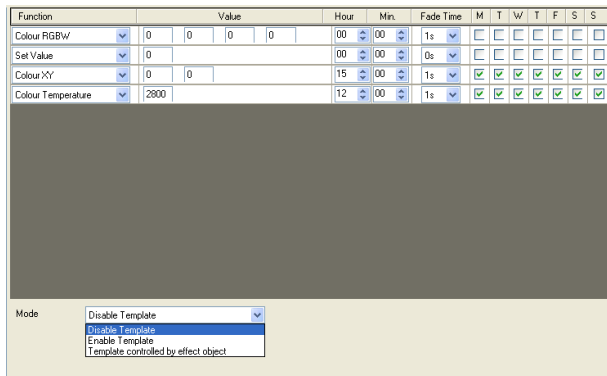 Function Value Hour Min. Fade Time M T W T F S S
Colour RGBW 0 0 0 0 00 00 1s
Set Value 0 00 00 0s
Colour XY 0 0 15 00 1s
Colour Temperature 2800 12 00 1s
Mode Disable Template
Disable Template
Enable Template
Template controlled by effect object